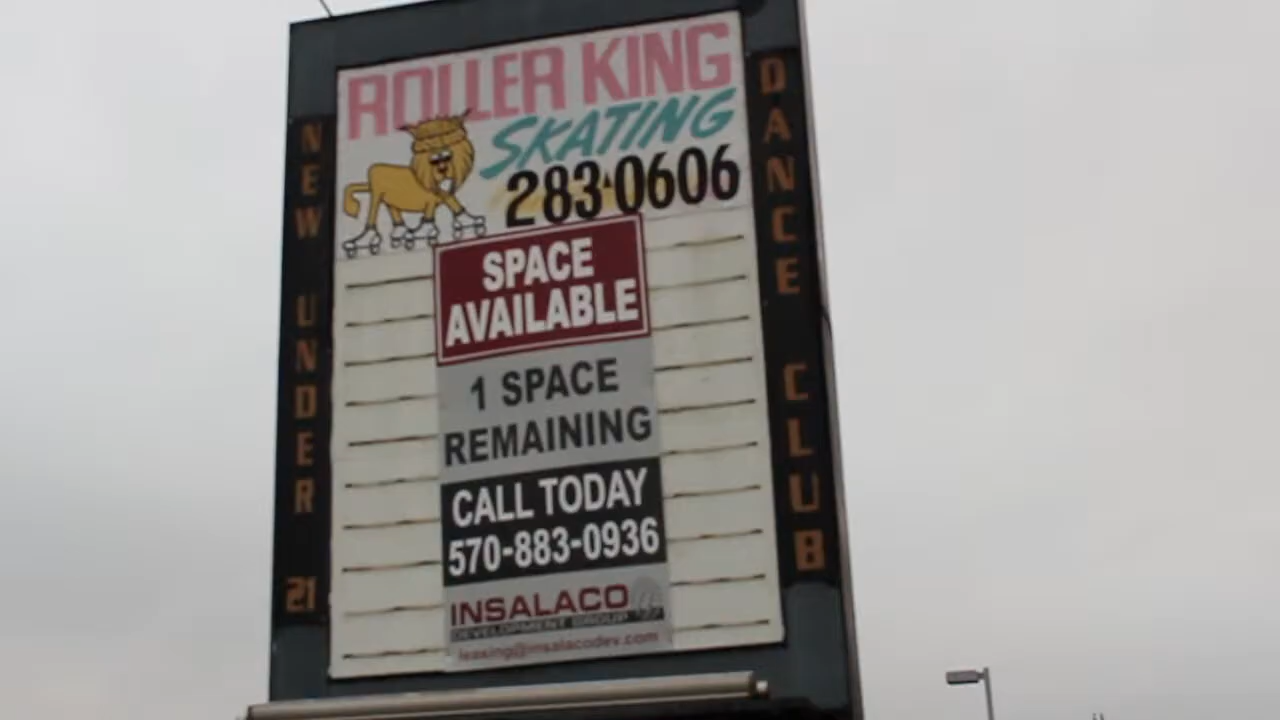 ROLLER KING
SKATING
283-0606
NEW UNDER 21
DANCE CLUB
SPACE
AVAILABLE
1 SPACE
REMAINING
CALL TODAY
570-883-0936
INSALACO
DEVELOPMENT GROUP
leasing@insalacodev.com